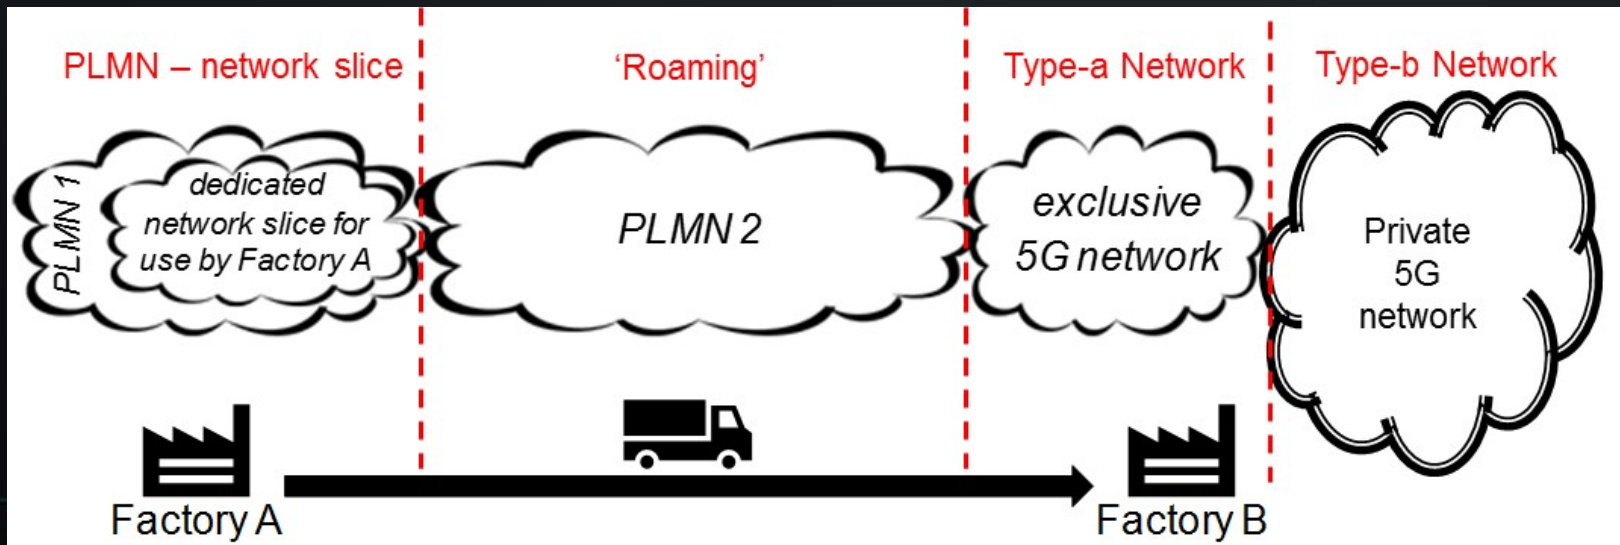 PLMN – network slice
‘Roaming’
Type-a Network
Type-b Network
PLMN 1
dedicated
network slice for
use by Factory A
PLMN 2
exclusive
5G network
Private
5G
network
Factory A
Factory B